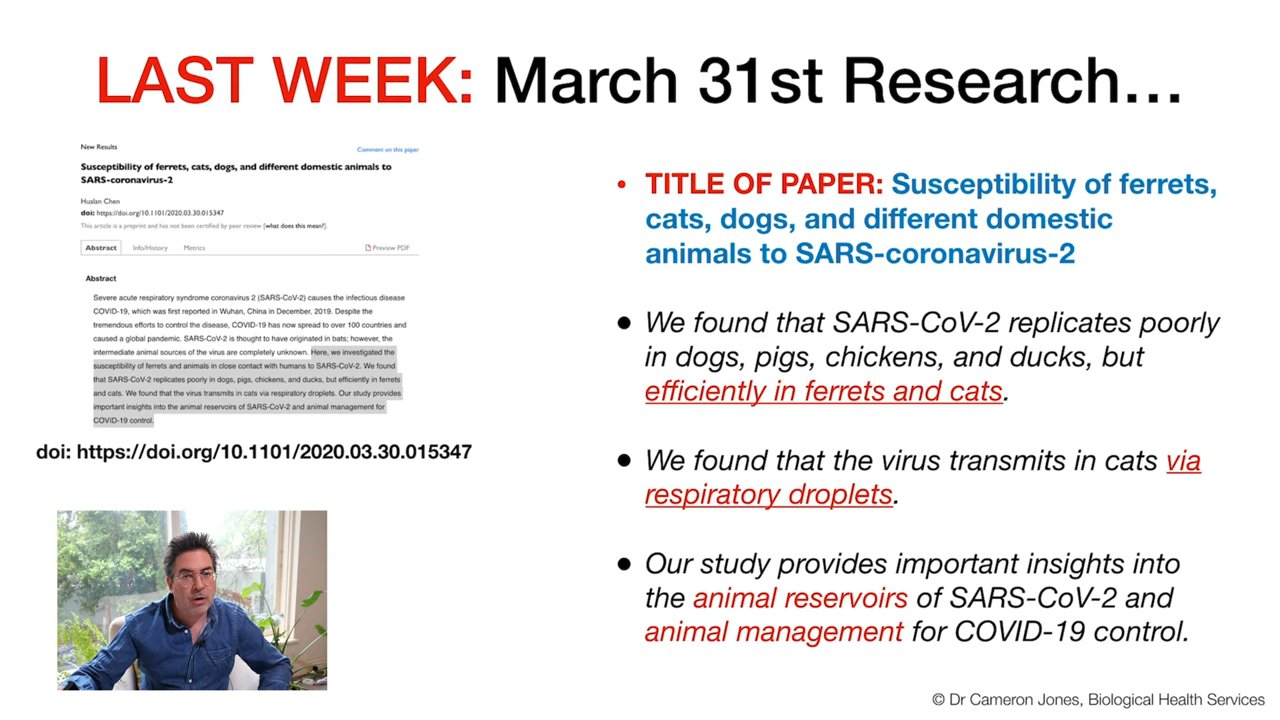 LAST WEEK: March 31st Research…
New Results
Comment on this paper
Susceptibility of ferrets, cats, dogs, and different domestic animals to
SARS-coronavirus-2
Hualan Chen
doi: https://doi.org/10.1101/2020.03.30.015347
This article is a preprint and has not been certified by peer review [what does this mean?].
Abstract Info/History Metrics Preview PDF
Abstract
Severe acute respiratory syndrome coronavirus 2 (SARS-CoV-2) causes the infectious disease
COVID-19, which was first reported in Wuhan, China in December, 2019. Despite the
tremendous efforts to control the disease, COVID-19 has now spread to over 100 countries and
caused a global pandemic. SARS-CoV-2 is thought to have originated in bats; however, the
intermediate animal sources of the virus are completely unknown. Here, we investigated the
susceptibility of ferrets and animals in close contact with humans to SARS-CoV-2. We found
that SARS-CoV-2 replicates poorly in dogs, pigs, chickens, and ducks, but efficiently in ferrets
and cats. We found that the virus transmits in cats via respiratory droplets. Our study provides
important insights into the animal reservoirs of SARS-CoV-2 and animal management for
COVID-19 control.
doi: https://doi.org/10.1101/2020.03.30.015347
• TITLE OF PAPER: Susceptibility of ferrets,
cats, dogs, and different domestic
animals to SARS-coronavirus-2
• We found that SARS-CoV-2 replicates poorly
in dogs, pigs, chickens, and ducks, but
efficiently in ferrets and cats.
• We found that the virus transmits in cats via
respiratory droplets.
• Our study provides important insights into
the animal reservoirs of SARS-CoV-2 and
animal management for COVID-19 control.
© Dr Cameron Jones, Biological Health Services